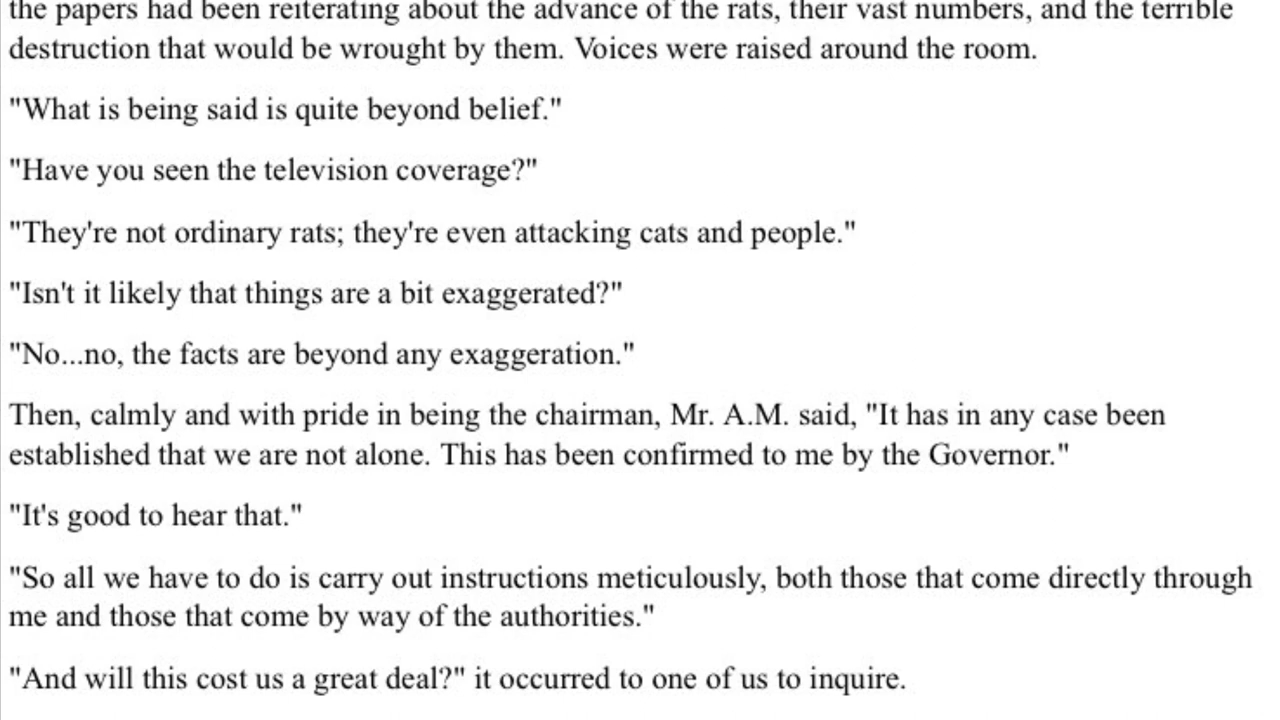 the papers had been reiterating about the advance of the rats, their vast numbers, and the terrible
destruction that would be wrought by them. Voices were raised around the room.
"What is being said is quite beyond belief."
"Have you seen the television coverage?"
"They're not ordinary rats; they're even attacking cats and people."
"Isn't it likely that things are a bit exaggerated?"
"No...no, the facts are beyond any exaggeration."
Then, calmly and with pride in being the chairman, Mr. A.M. said, "It has in any case been
established that we are not alone. This has been confirmed to me by the Governor."
"It's good to hear that."
"So all we have to do is carry out instructions meticulously, both those that come directly through
me and those that come by way of the authorities."
"And will this cost us a great deal?" it occurred to one of us to inquire.